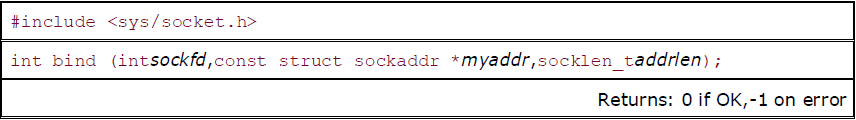 #include <sys/socket.h>
int bind (intsockfd,const struct sockaddr *myaddr,socklen_taddrlen);
Returns: 0 if OK,-1 on error